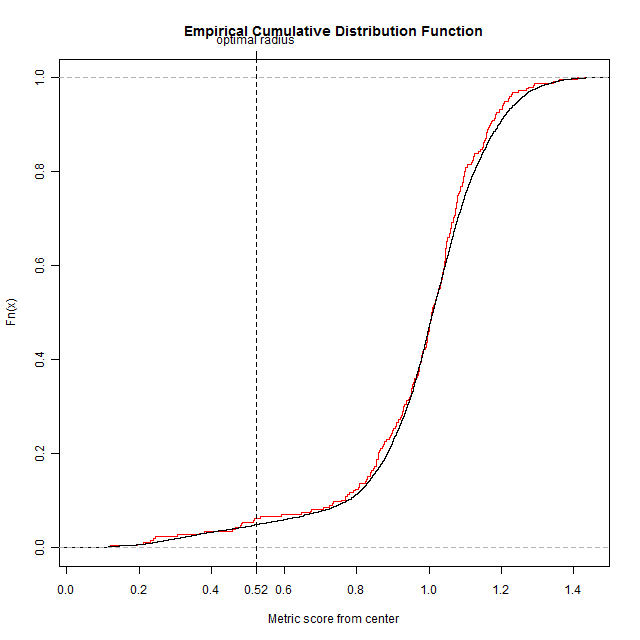 Empirical Cumulative Distribution Function
optimal radius
1.0
0.8
0.6
0.4
0.2
0.0
Fn(x)
0.0 0.2 0.4 0.52 0.6 0.8 1.0 1.2 1.4
Metric score from center